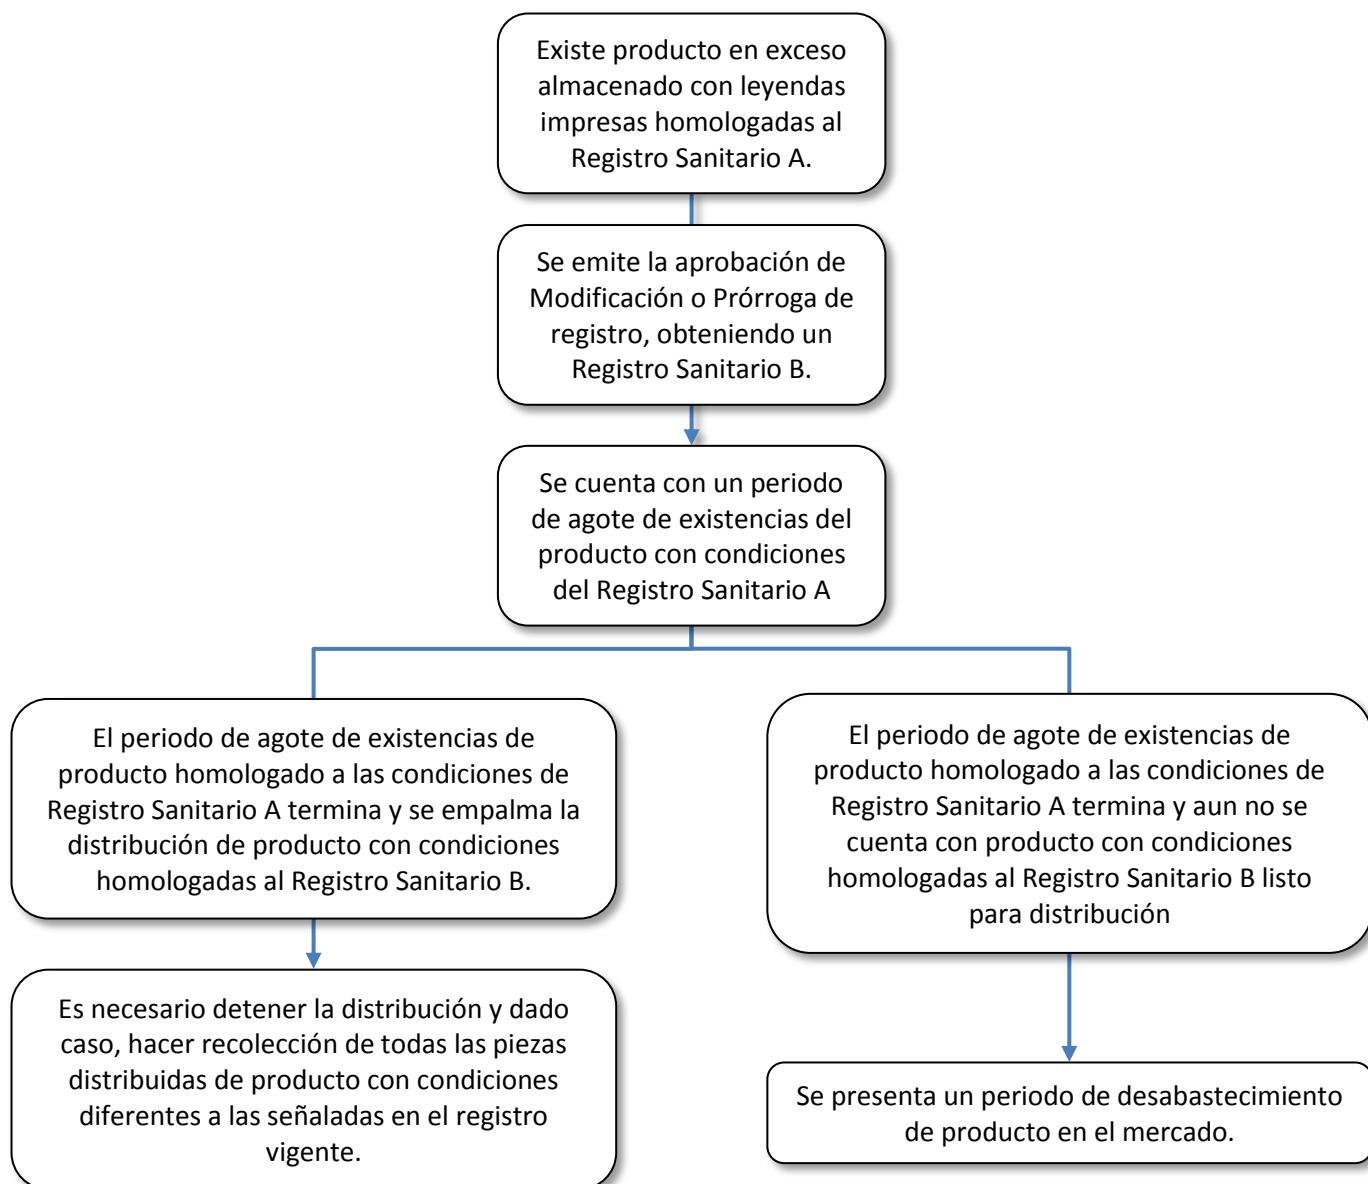 Existe producto en exceso
almacenado con leyendas
impresas homologadas al
Registro Sanitario A.
Se emite la aprobación de
Modificación o Prórroga de
registro, obteniendo un
Registro Sanitario B.
Se cuenta con un periodo
de agote de existencias del
producto con condiciones
del Registro Sanitario A
El periodo de agote de existencias de
producto homologado a las condiciones de
Registro Sanitario A termina y se empalma la
distribución de producto con condiciones
homologadas al Registro Sanitario B.
El periodo de agote de existencias de
producto homologado a las condiciones de
Registro Sanitario A termina y aun no se
cuenta con producto con condiciones
homologadas al Registro Sanitario B listo
para distribución
Es necesario detener la distribución y dado
caso, hacer recolección de todas las piezas
distribuidas de producto con condiciones
diferentes a las señaladas en el registro
vigente.
Se presenta un periodo de desabastecimiento
de producto en el mercado.